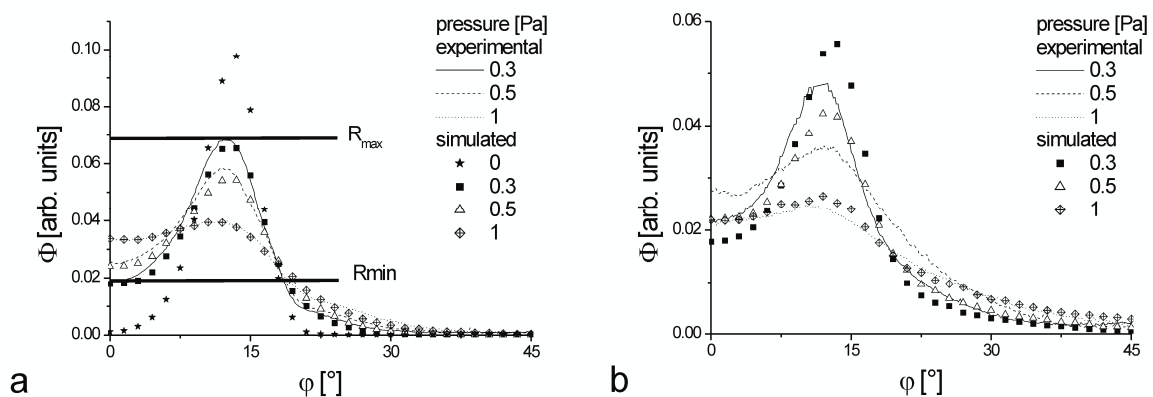 pressure [Pa]
experimental
0.3
0.5
1
simulated
0
0.3
0.5
1
R_max
Rmin
0.10
0.08
0.06
0.04
0.02
0.00
Φ [arb. units]
0
15
30
45
φ [°]
a
pressure [Pa]
experimental
0.3
0.5
1
simulated
0.3
0.5
1
0.06
0.04
0.02
0.00
Φ [arb. units]
0
15
30
45
φ [°]
b